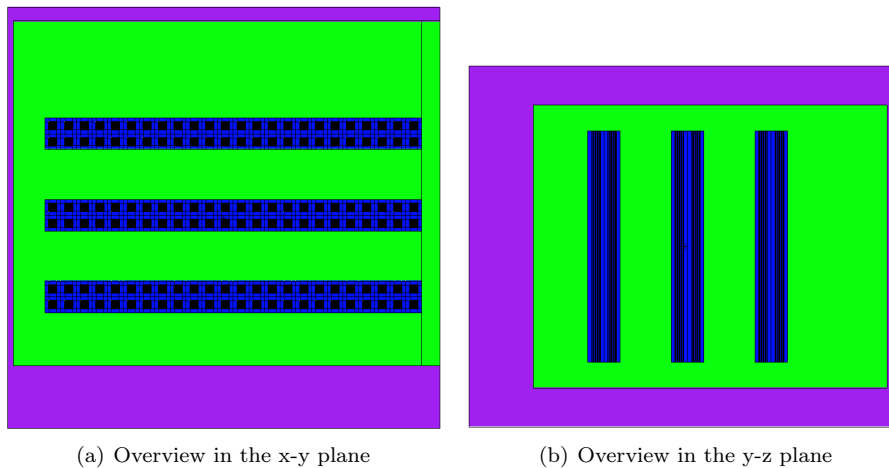 (a) Overview in the x-y plane
(b) Overview in the y-z plane